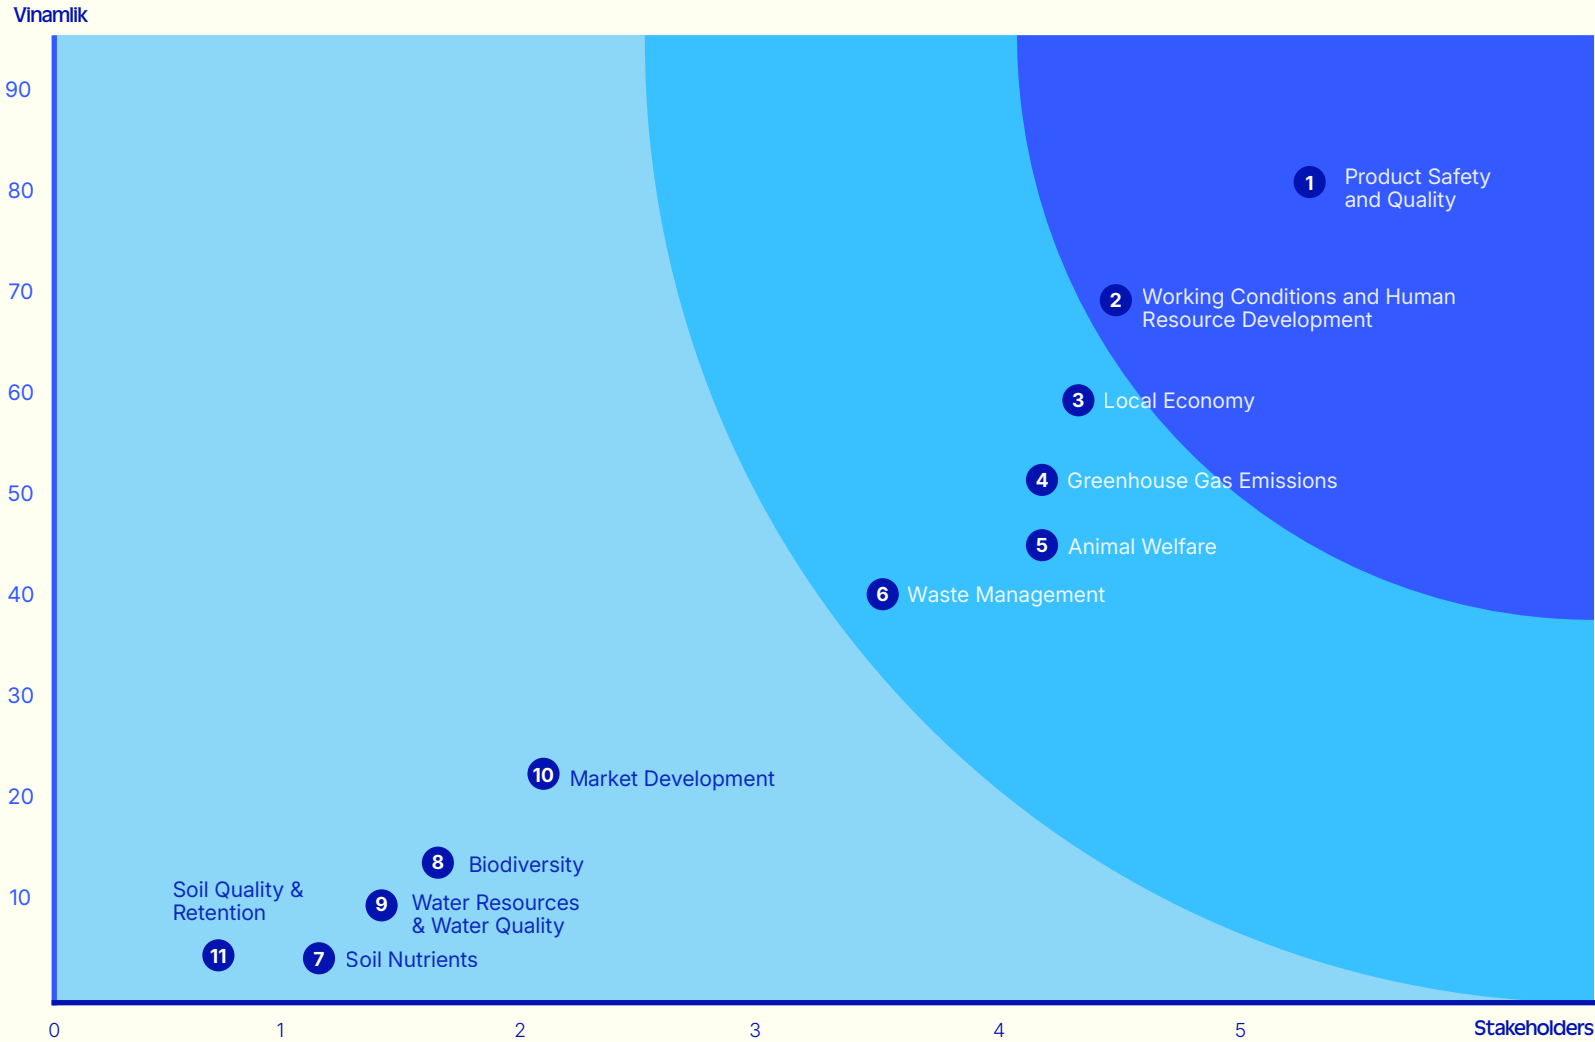 Vinamlik
90
80
70
60
50
40
30
20
10
1
Product Safety
and Quality
2
Working Conditions and Human
Resource Development
3
Local Economy
4
Greenhouse Gas Emissions
5
Animal Welfare
6
Waste Management
10
Market Development
8
Biodiversity
Soil Quality &
Retention
9
Water Resources
& Water Quality
11
7
Soil Nutrients
0
1
2
3
4
5
Stakeholders